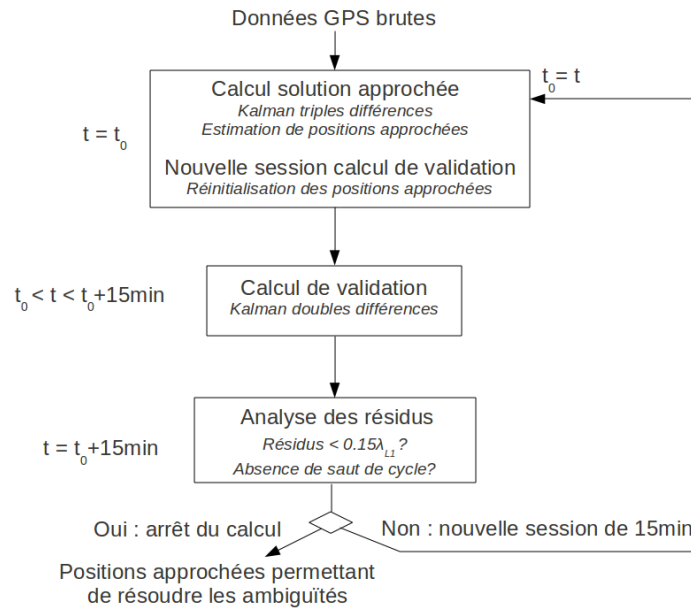 Données GPS brutes
t₀= t
Calcul solution approchée
Kalman triples différences
Estimation de positions approchées
t = t₀
Nouvelle session calcul de validation
Réinitialisation des positions approchées
t₀ < t < t₀+15min
Calcul de validation
Kalman doubles différences
Analyse des résidus
t = t₀+15min
Résidus < 0.15λL1 ?
Absence de saut de cycle?
Oui : arrêt du calcul
Non : nouvelle session de 15min
Positions approchées permettant
de résoudre les ambiguïtés